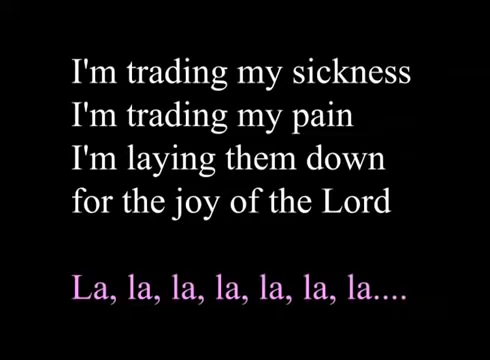 I'm trading my sickness
I'm trading my pain
I'm laying them down
for the joy of the Lord
La, la, la, la, la, la, la....